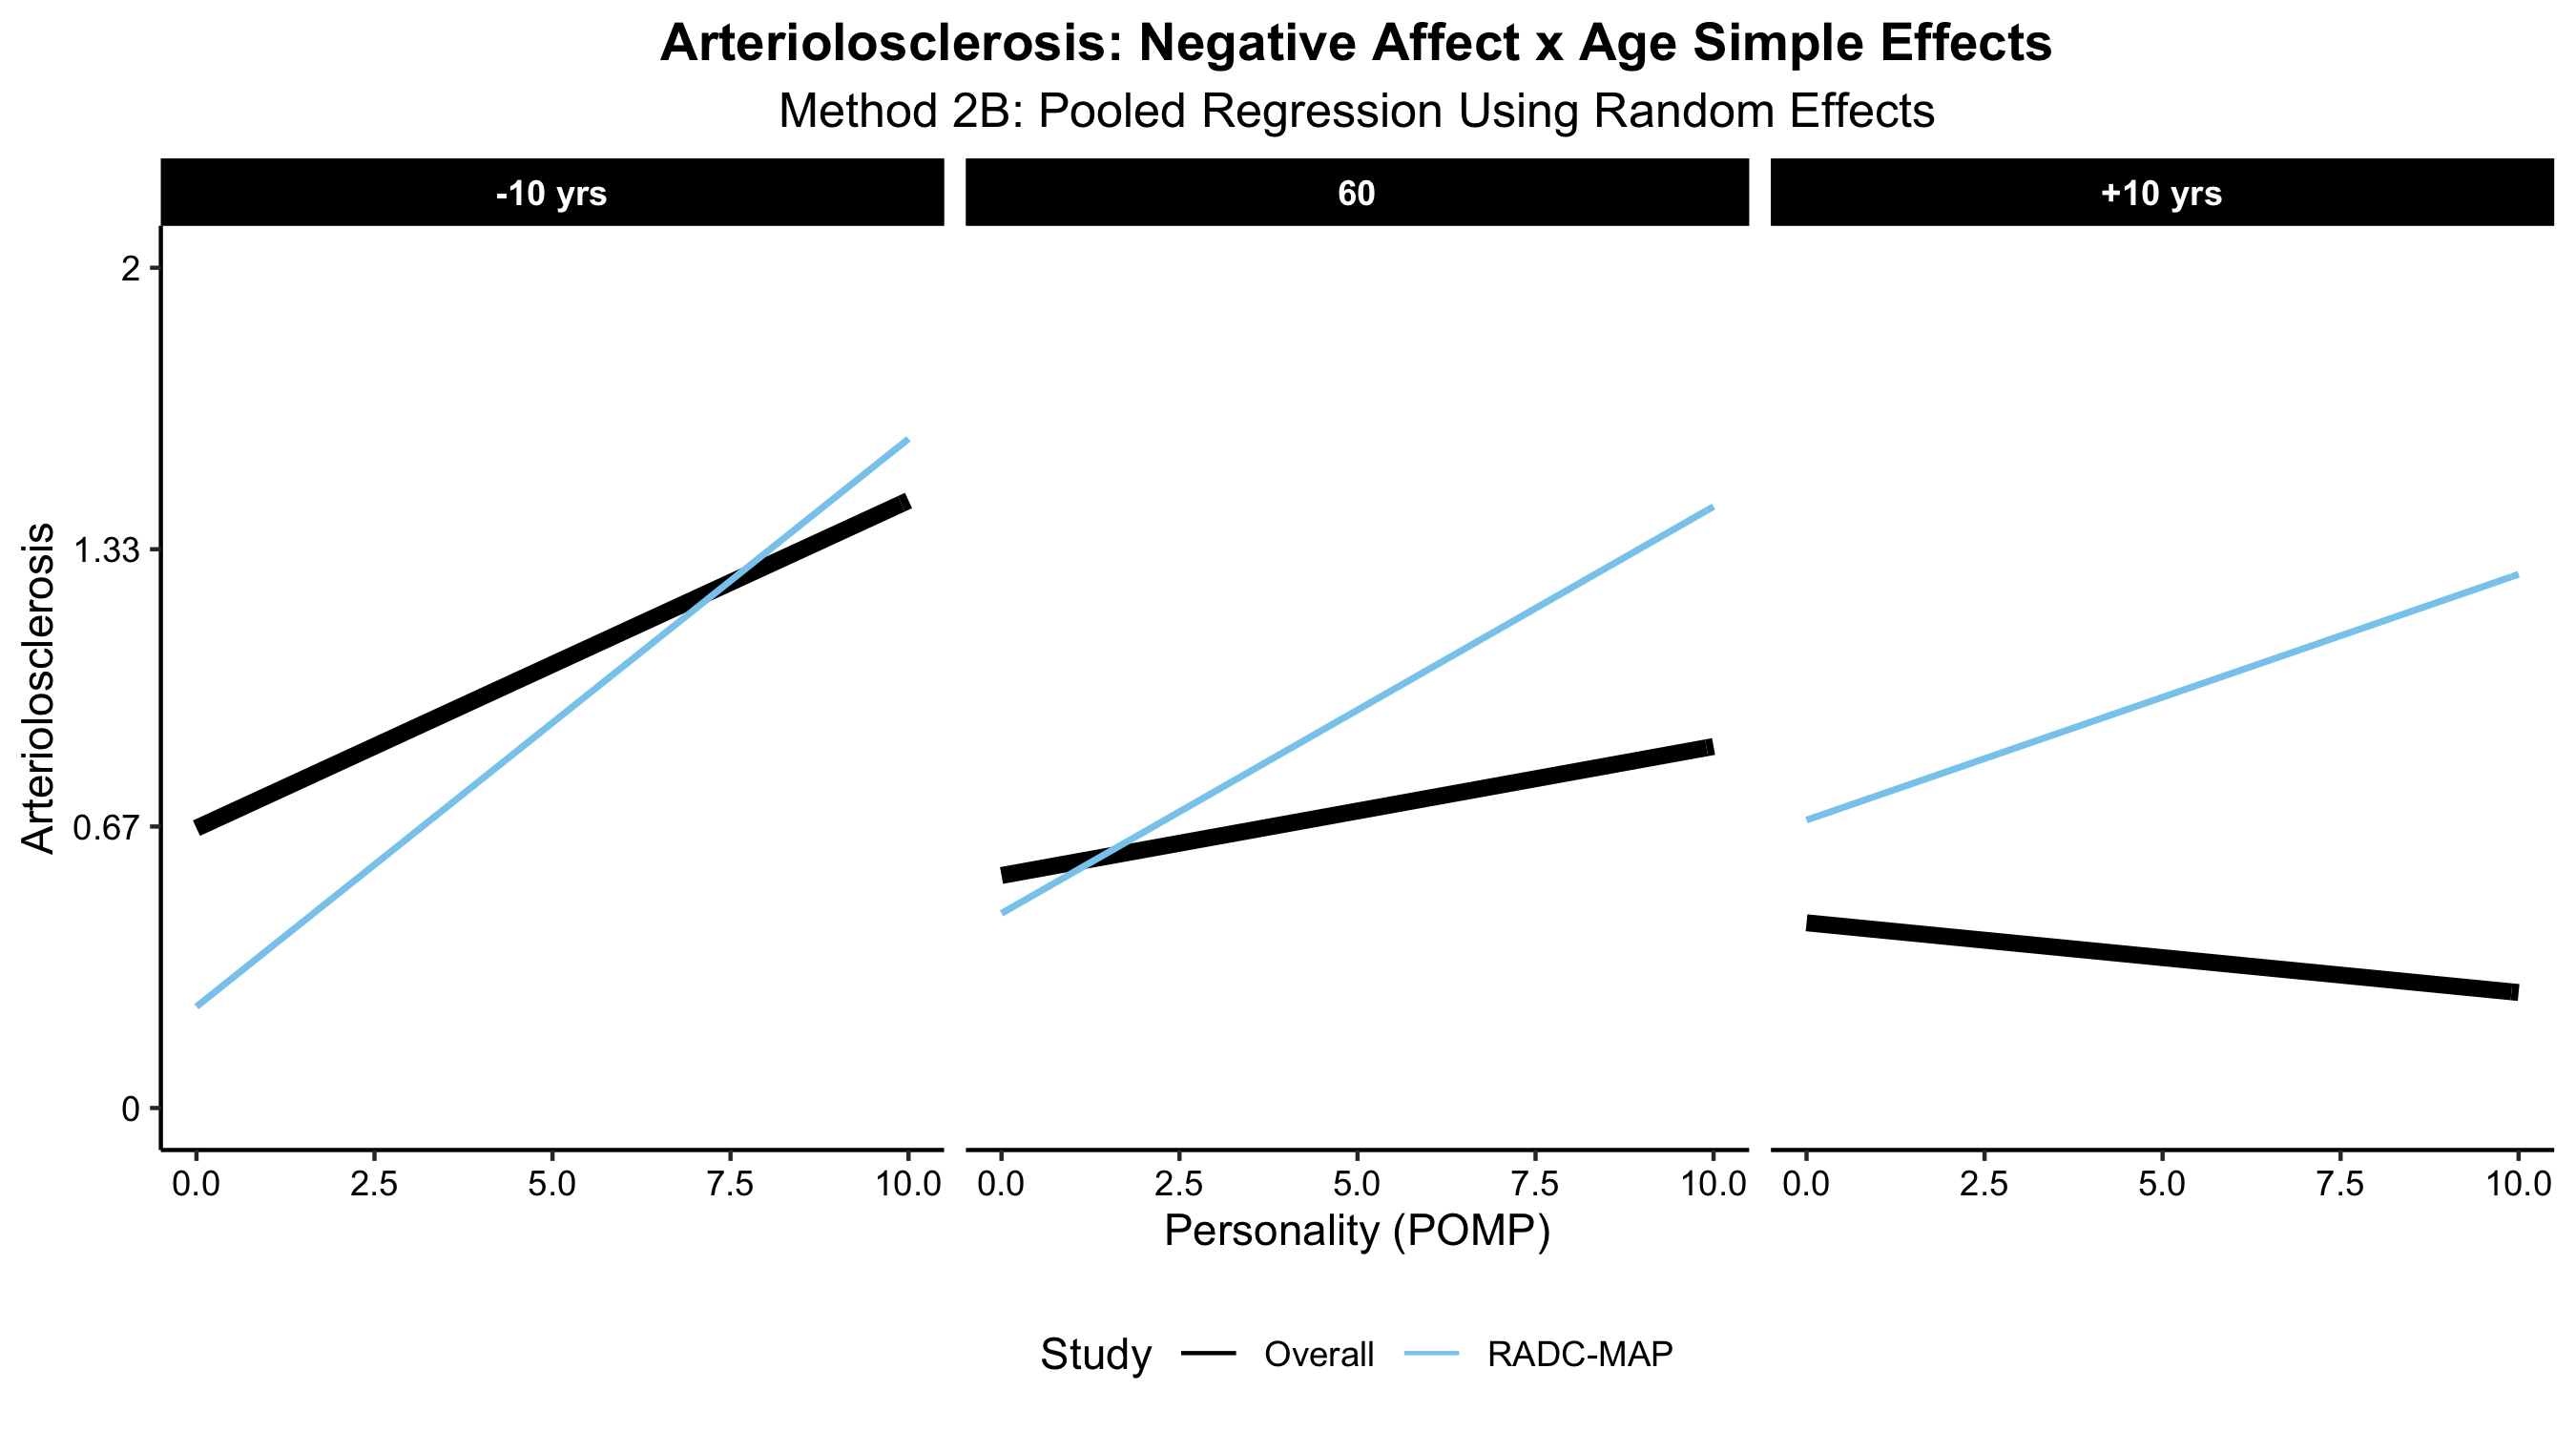 Arteriolosclerosis: Negative Affect x Age Simple Effects
Method 2B: Pooled Regression Using Random Effects
-10 yrs 60 +10 yrs
Arteriolosclerosis
2
1.33
0.67
0
0.0 2.5 5.0 7.5 10.0 0.0 2.5 5.0 7.5 10.0 0.0 2.5 5.0 7.5 10.0
Personality (POMP)
Study Overall RADC-MAP